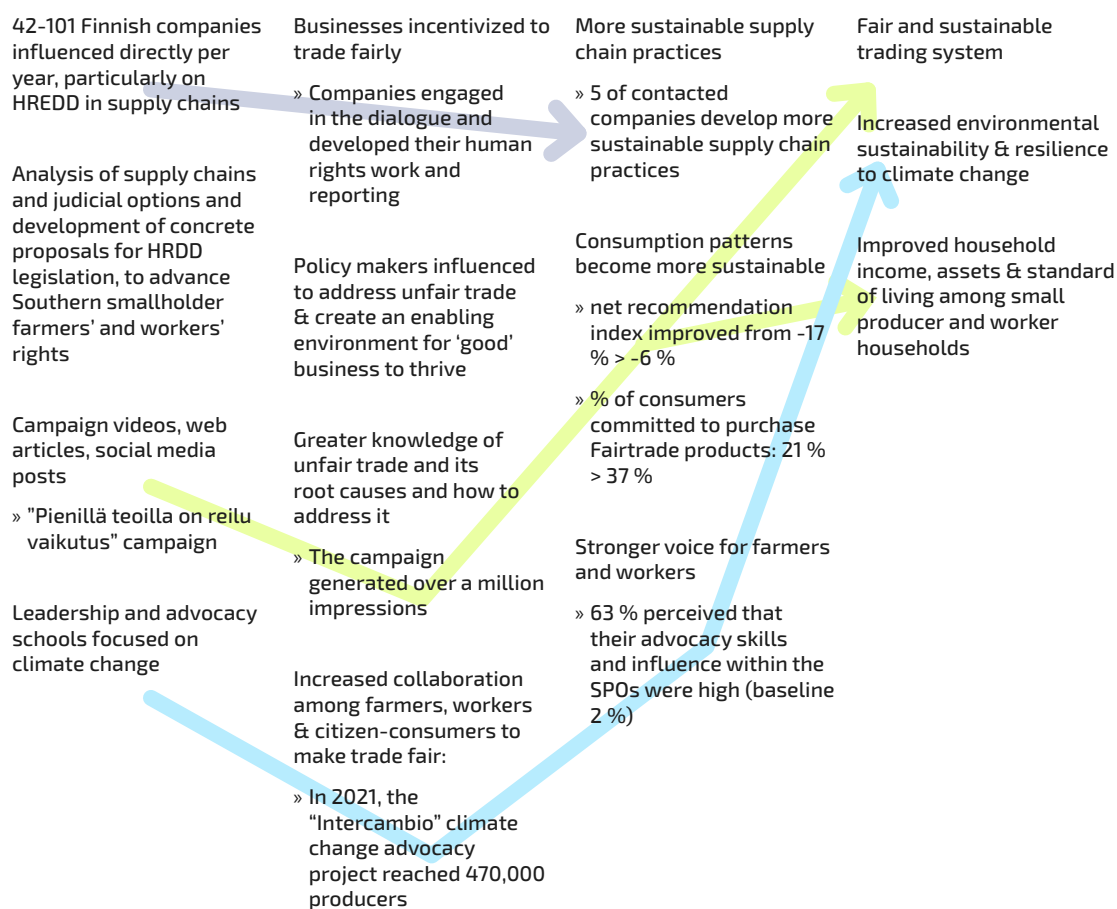 42-101 Finnish companies
influenced directly per
year, particularly on
HREDD in supply chains
Analysis of supply chains
and judicial options and
development of concrete
proposals for HRDD
legislation, to advance
Southern smallholder
farmers’ and workers’
rights
Campaign videos, web
articles, social media
posts
» ”Pienillä teoilla on reilu
vaikutus” campaign
Leadership and advocacy
schools focused on
climate change
Businesses incentivized to
trade fairly
» Companies engaged
in the dialogue and
developed their human
rights work and
reporting
Policy makers influenced
to address unfair trade
& create an enabling
environment for ‘good’
business to thrive
Greater knowledge of
unfair trade and its
root causes and how to
address it
» The campaign
generated over a million
impressions
Increased collaboration
among farmers, workers
& citizen-consumers to
make trade fair:
» In 2021, the
“Intercambio” climate
change advocacy
project reached 470,000
producers
More sustainable supply
chain practices
» 5 of contacted
companies develop more
sustainable supply chain
practices
Consumption patterns
become more sustainable
» net recommendation
index improved from -17
% > -6 %
» % of consumers
committed to purchase
Fairtrade products: 21 %
> 37 %
Stronger voice for farmers
and workers
» 63 % perceived that
their advocacy skills
and influence within the
SPOs were high (baseline
2 %)
Fair and sustainable
trading system
Increased environmental
sustainability & resilience
to climate change
Improved household
income, assets & standard
of living among small
producer and worker
households